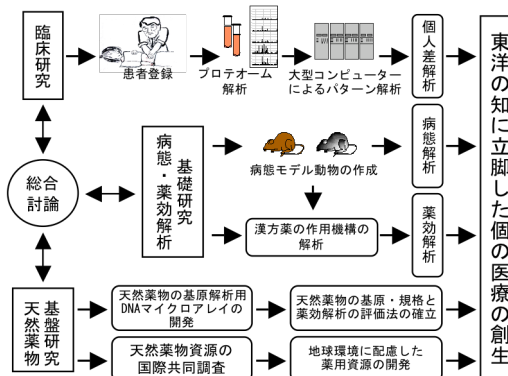 臨床研究
患者登録
プロテオーム
解析
大型コンピューター
によるパターン解析
個人差解析
総合
討論
基礎研究
病態・薬効解析
病態モデル動物の作成
病態解析
漢方薬の作用機構の
解析
薬効解析
基盤研究
天然薬物
天然薬物の基原解析用
DNAマイクロアレイの
開発
天然薬物の基原・規格と
薬効解析の評価法の確立
天然薬物資源の
国際共同調査
地球環境に配慮した
薬用資源の開発
東洋の知に立脚した個の医療の創生